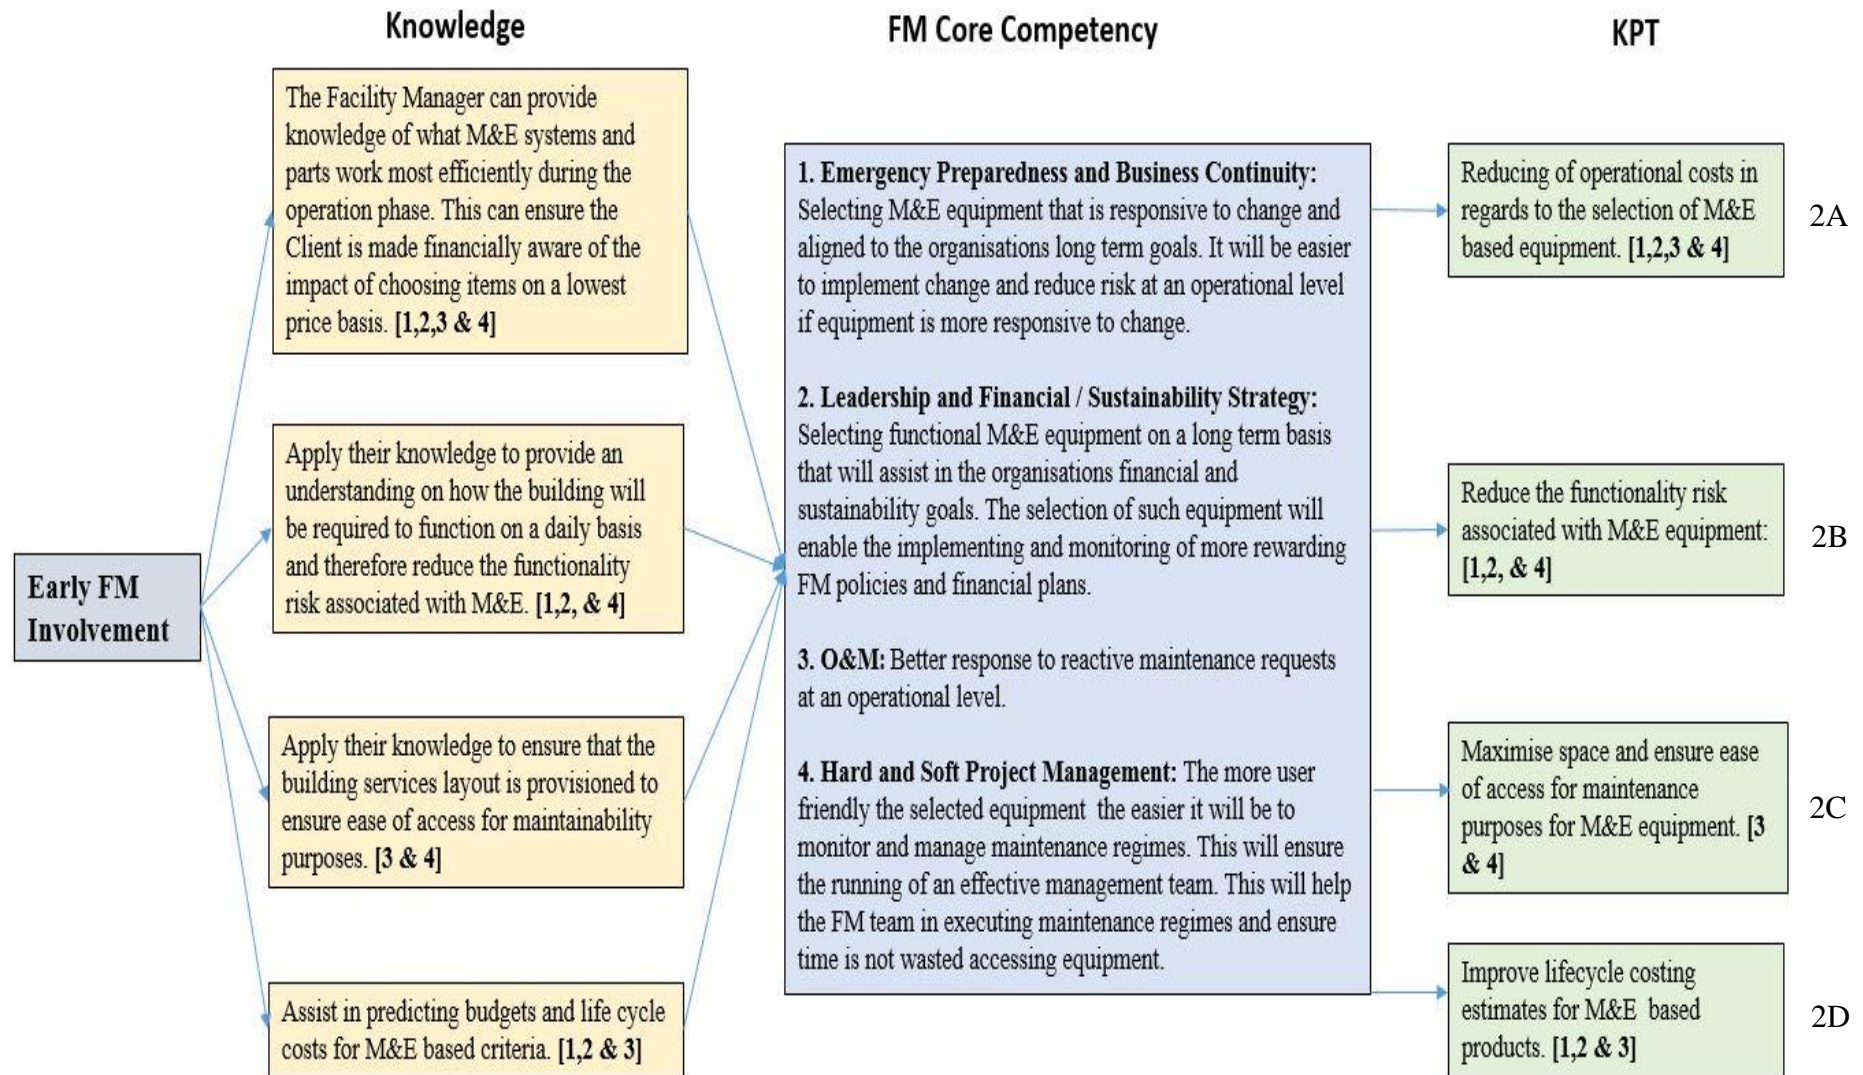 Knowledge
FM Core Competency
KPT
Early FM
Involvement
The Facility Manager can provide
knowledge of what M&E systems and
parts work most efficiently during the
operation phase. This can ensure the
Client is made financially aware of the
impact of choosing items on a lowest
price basis. [1,2,3 & 4]
Apply their knowledge to provide an
understanding on how the building will
be required to function on a daily basis
and therefore reduce the functionality
risk associated with M&E. [1,2, & 4]
Apply their knowledge to ensure that the
building services layout is provisioned to
ensure ease of access for maintainability
purposes. [3 & 4]
Assist in predicting budgets and life cycle
costs for M&E based criteria. [1,2 & 3]
1. Emergency Preparedness and Business Continuity:
Selecting M&E equipment that is responsive to change and
aligned to the organisations long term goals. It will be easier
to implement change and reduce risk at an operational level
if equipment is more responsive to change.
2. Leadership and Financial / Sustainability Strategy:
Selecting functional M&E equipment on a long term basis
that will assist in the organisations financial and
sustainability goals. The selection of such equipment will
enable the implementing and monitoring of more rewarding
FM policies and financial plans.
3. O&M: Better response to reactive maintenance requests
at an operational level.
4. Hard and Soft Project Management: The more user
friendly the selected equipment the easier it will be to
monitor and manage maintenance regimes. This will ensure
the running of an effective management team. This will help
the FM team in executing maintenance regimes and ensure
time is not wasted accessing equipment.
Reducing of operational costs in
regards to the selection of M&E
based equipment. [1,2,3 & 4]
2A
Reduce the functionality risk
associated with M&E equipment:
[1,2, & 4]
2B
Maximise space and ensure ease
of access for maintenance
purposes for M&E equipment. [3
& 4]
2C
Improve lifecycle costing
estimates for M&E based
products. [1,2 & 3]
2D